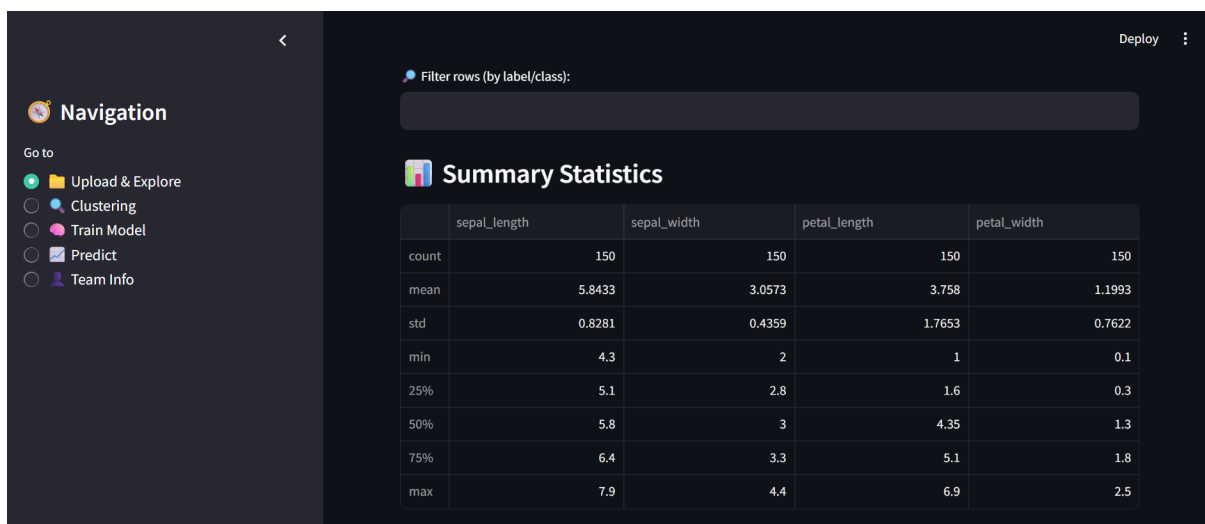 Deploy
Navigation
Go to
Upload & Explore
Clustering
Train Model
Predict
Team Info
Filter rows (by label/class):
Summary Statistics
sepal_length sepal_width petal_length petal_width
count 150 150 150 150
mean 5.8433 3.0573 3.758 1.1993
std 0.8281 0.4359 1.7653 0.7622
min 4.3 2 1 0.1
25% 5.1 2.8 1.6 0.3
50% 5.8 3 4.35 1.3
75% 6.4 3.3 5.1 1.8
max 7.9 4.4 6.9 2.5